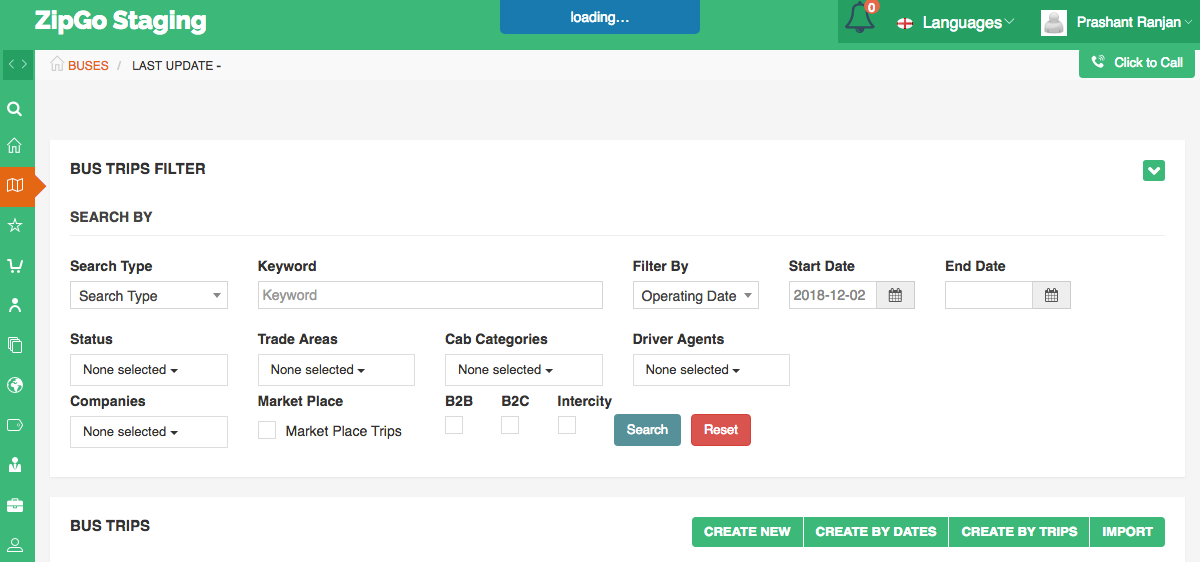 ZipGo Staging
loading...
0
Languages
Prashant Ranjan
BUSES / LAST UPDATE -
Click to Call
BUS TRIPS FILTER
SEARCH BY
Search Type Keyword Filter By Start Date End Date
Search Type Keyword Operating Date 2018-12-02
Status Trade Areas Cab Categories Driver Agents
None selected None selected None selected None selected
Companies Market Place B2B B2C Intercity
None selected Market Place Trips Search Reset
BUS TRIPS
CREATE NEW CREATE BY DATES CREATE BY TRIPS IMPORT